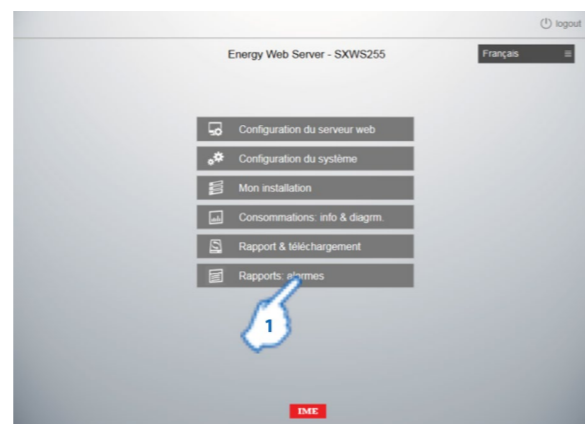 logout
Energy Web Server - SXWS255
Français
Configuration du serveur web
Configuration du système
Mon installation
Consommations: info & diagrm.
Rapport & téléchargement
Rapports: alarmes
1
IME